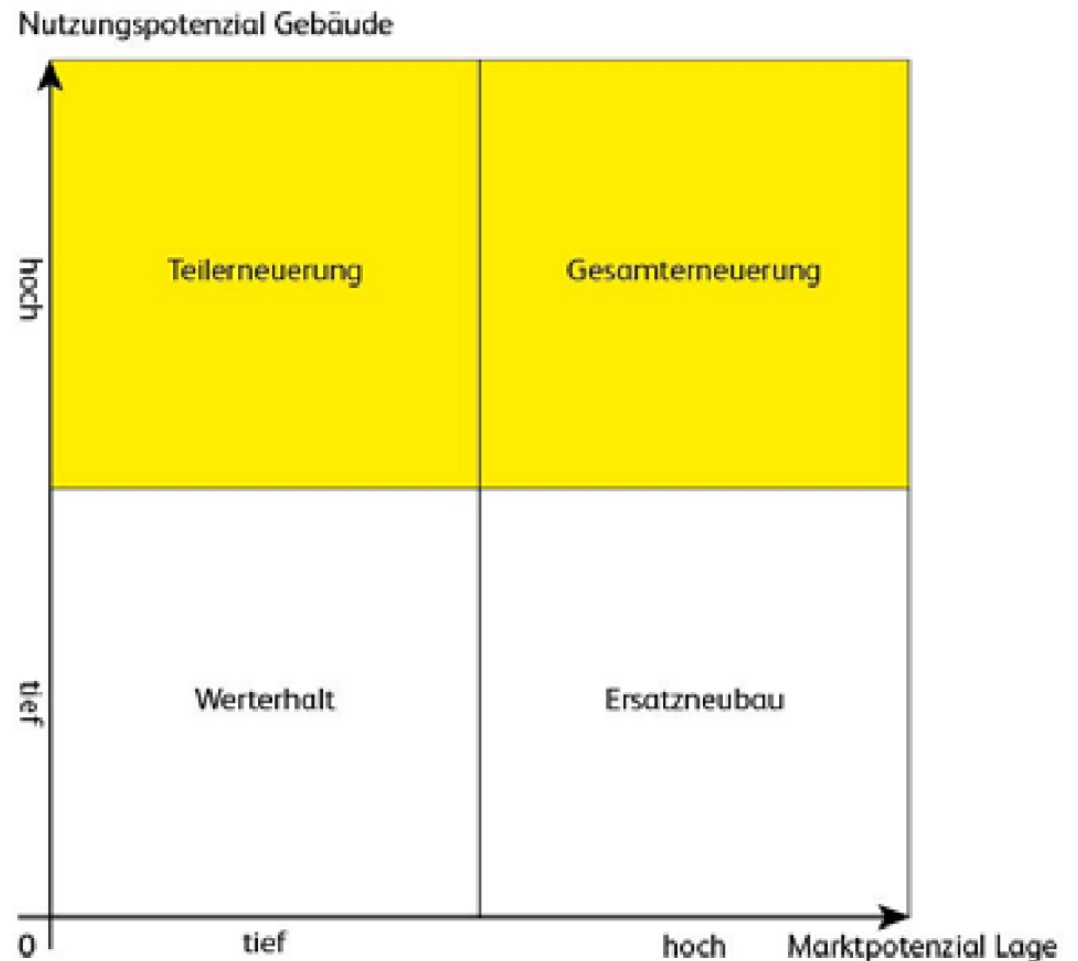 Nutzungspotenzial Gebäude
hoch
Teilerneuerung
Gesamterneuerung
tief
Werterhalt
Ersatzneubau
0
tief
hoch
Marktpotenzial Lage